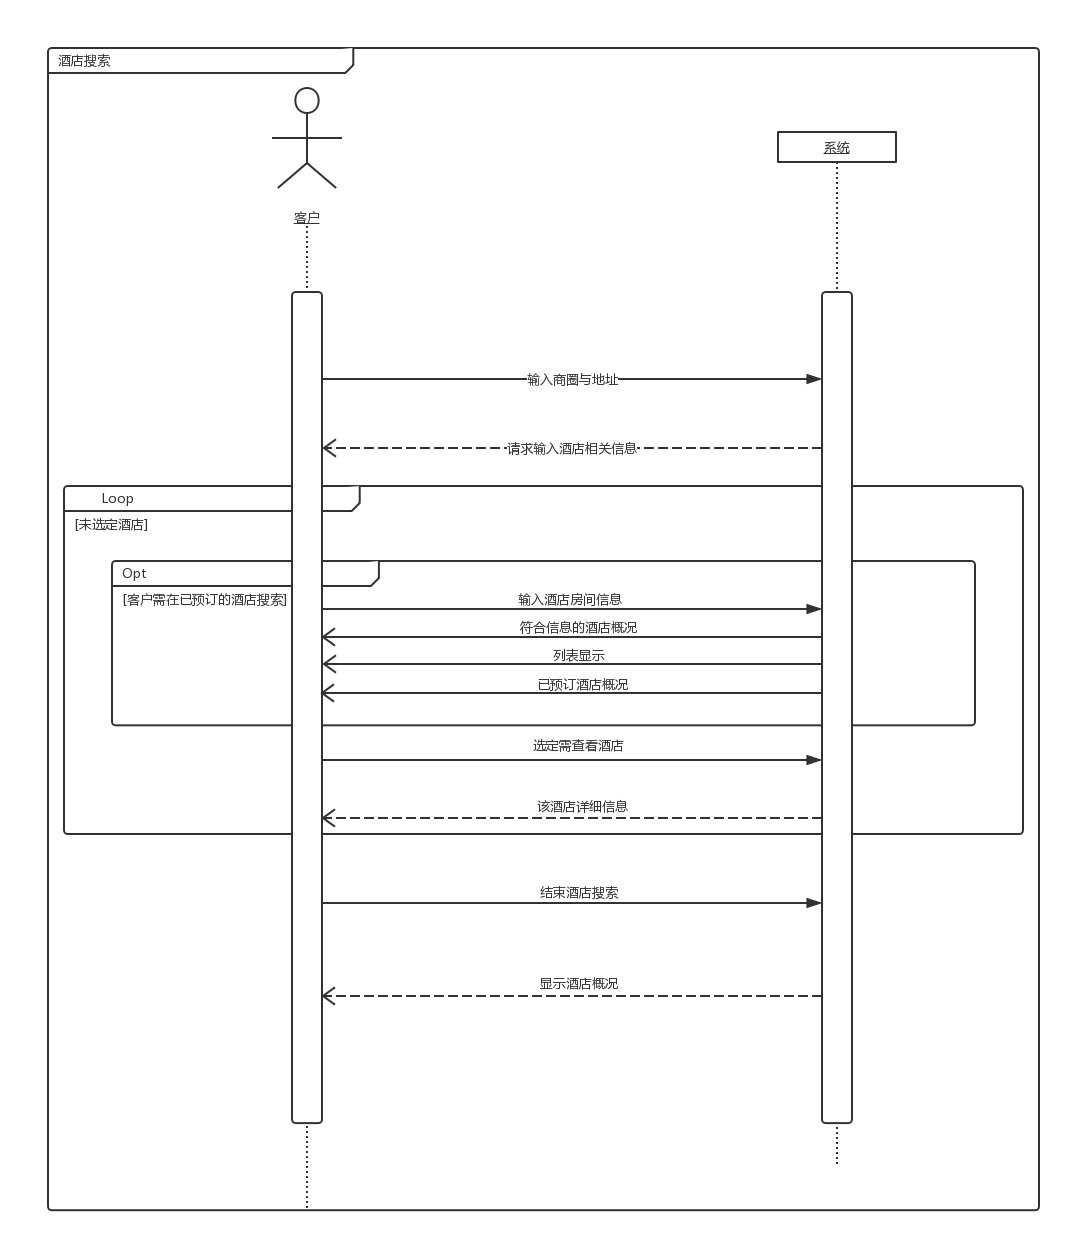 酒店搜索
系统
客户
输入商圈与地址
请求输入酒店相关信息
Loop
[未选定酒店]
Opt
[客户需在已预订的酒店搜索]
输入酒店房间信息
符合信息的酒店概况
列表显示
已预订酒店概况
选定需查看酒店
该酒店详细信息
结束酒店搜索
显示酒店概况